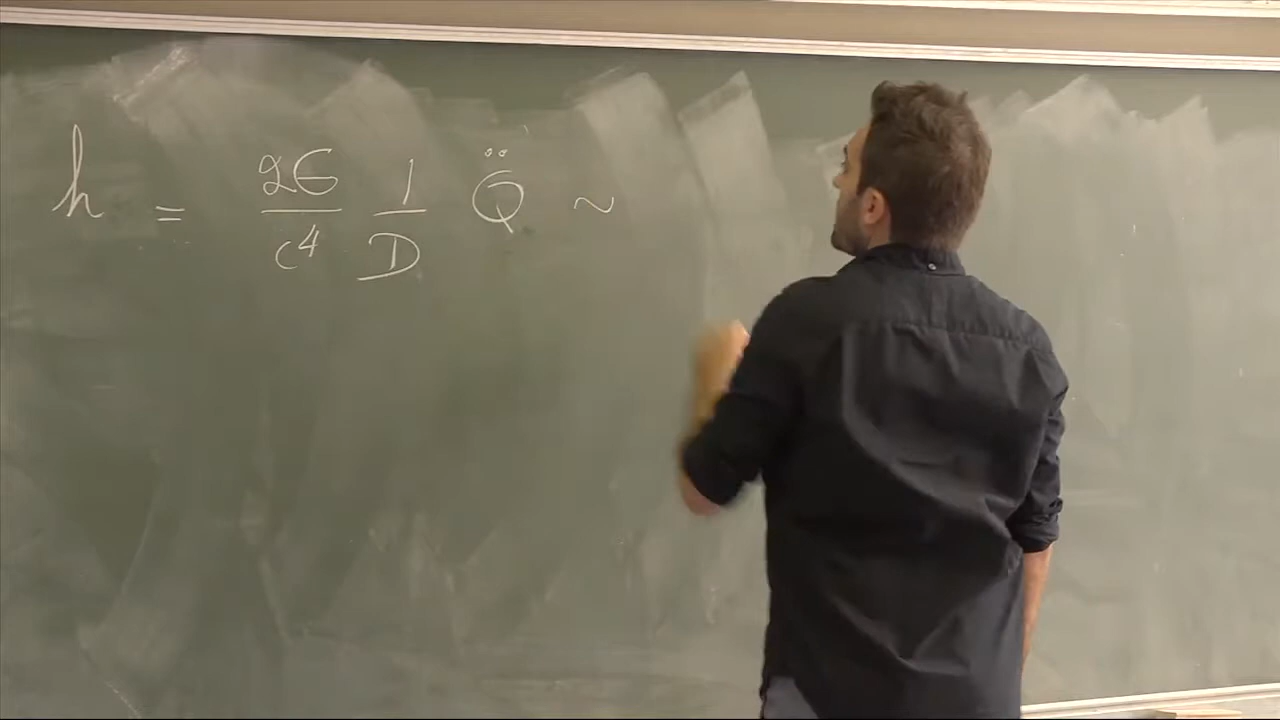 h = 2G/c⁴ 1/D Q̈ ~